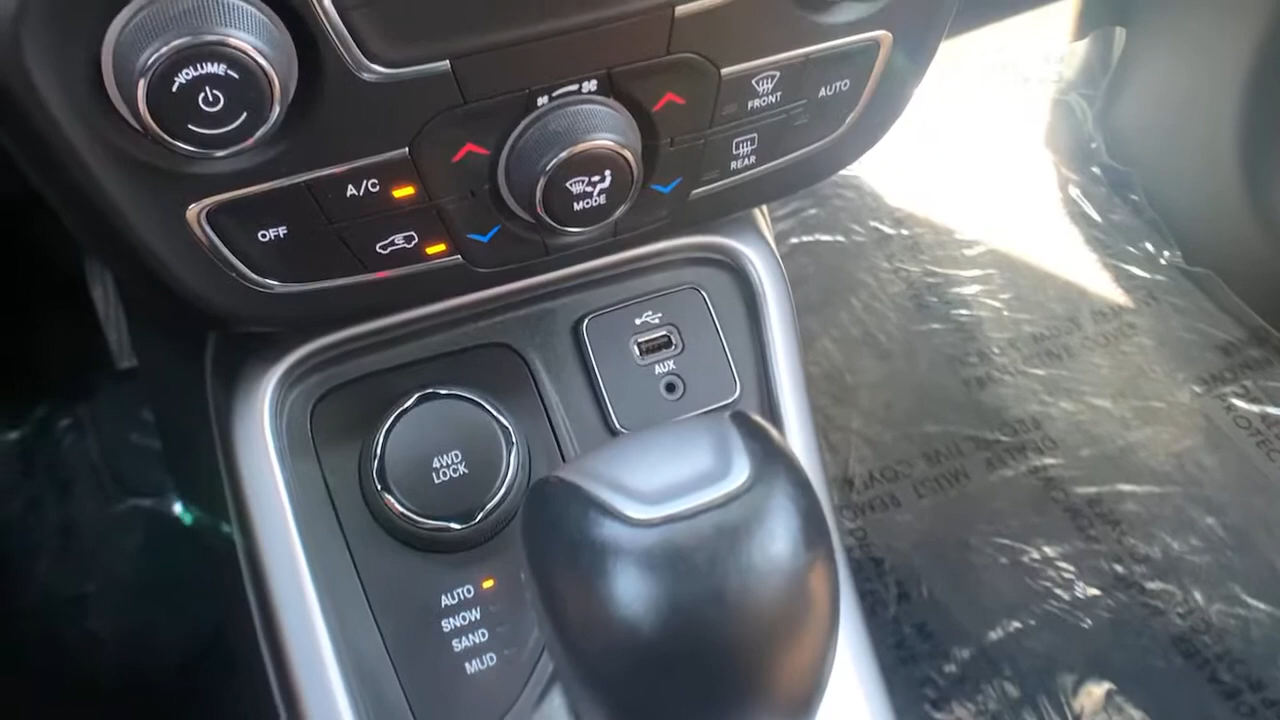 VOLUME
FRONT
AUTO
REAR
A/C
MODE
OFF
AUX
4WD
LOCK
AUTO
SNOW
SAND
MUD